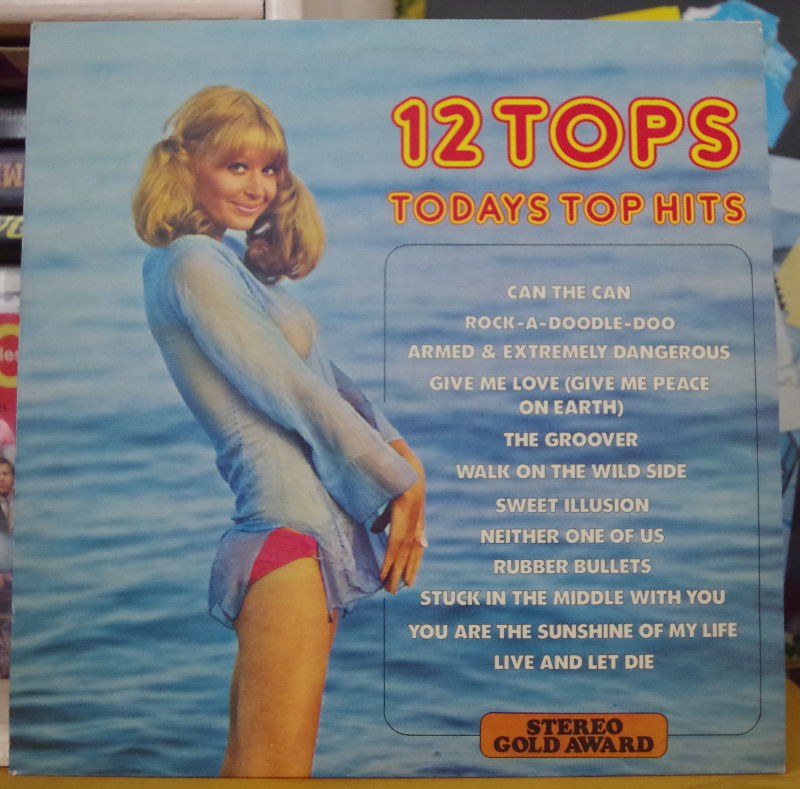 12 TOPS
TODAYS TOP HITS
CAN THE CAN
ROCK-A-DOODLE-DOO
ARMED & EXTREMELY DANGEROUS
GIVE ME LOVE (GIVE ME PEACE
ON EARTH)
THE GROOVER
WALK ON THE WILD SIDE
SWEET ILLUSION
NEITHER ONE OF US
RUBBER BULLETS
STUCK IN THE MIDDLE WITH YOU
YOU ARE THE SUNSHINE OF MY LIFE
LIVE AND LET DIE
STEREO
GOLD AWARD